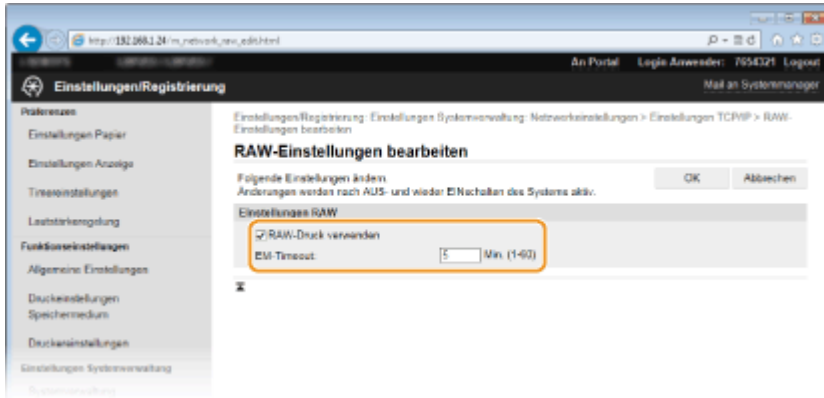 http://192.168.1.24/m_network_raw_edit.html
An Portal Login Anwender: 7654321 Logout
Einstellungen/Registrierung
Mail an Systemmanager
Präferenzen
Einstellungen Papier
Einstellungen Anzeige
Timereinstellungen
Lautstärkeregelung
Funktionseinstellungen
Allgemeine Einstellungen
Druckeinstellungen
Speichermedium
Druckereinstellungen
Einstellungen Systemverwaltung
Systemverwaltung
Einstellungen/Registrierung: Einstellungen Systemverwaltung: Netzwerkeinstellungen > Einstellungen TCP/IP > RAW-
Einstellungen bearbeiten
RAW-Einstellungen bearbeiten
Folgende Einstellungen ändern.
Änderungen werden nach AUS- und wieder EINschalten des Systems aktiv.
OK Abbrechen
Einstellungen RAW
RAW-Druck verwenden
EM-Timeout: 5 Min. (1-60)